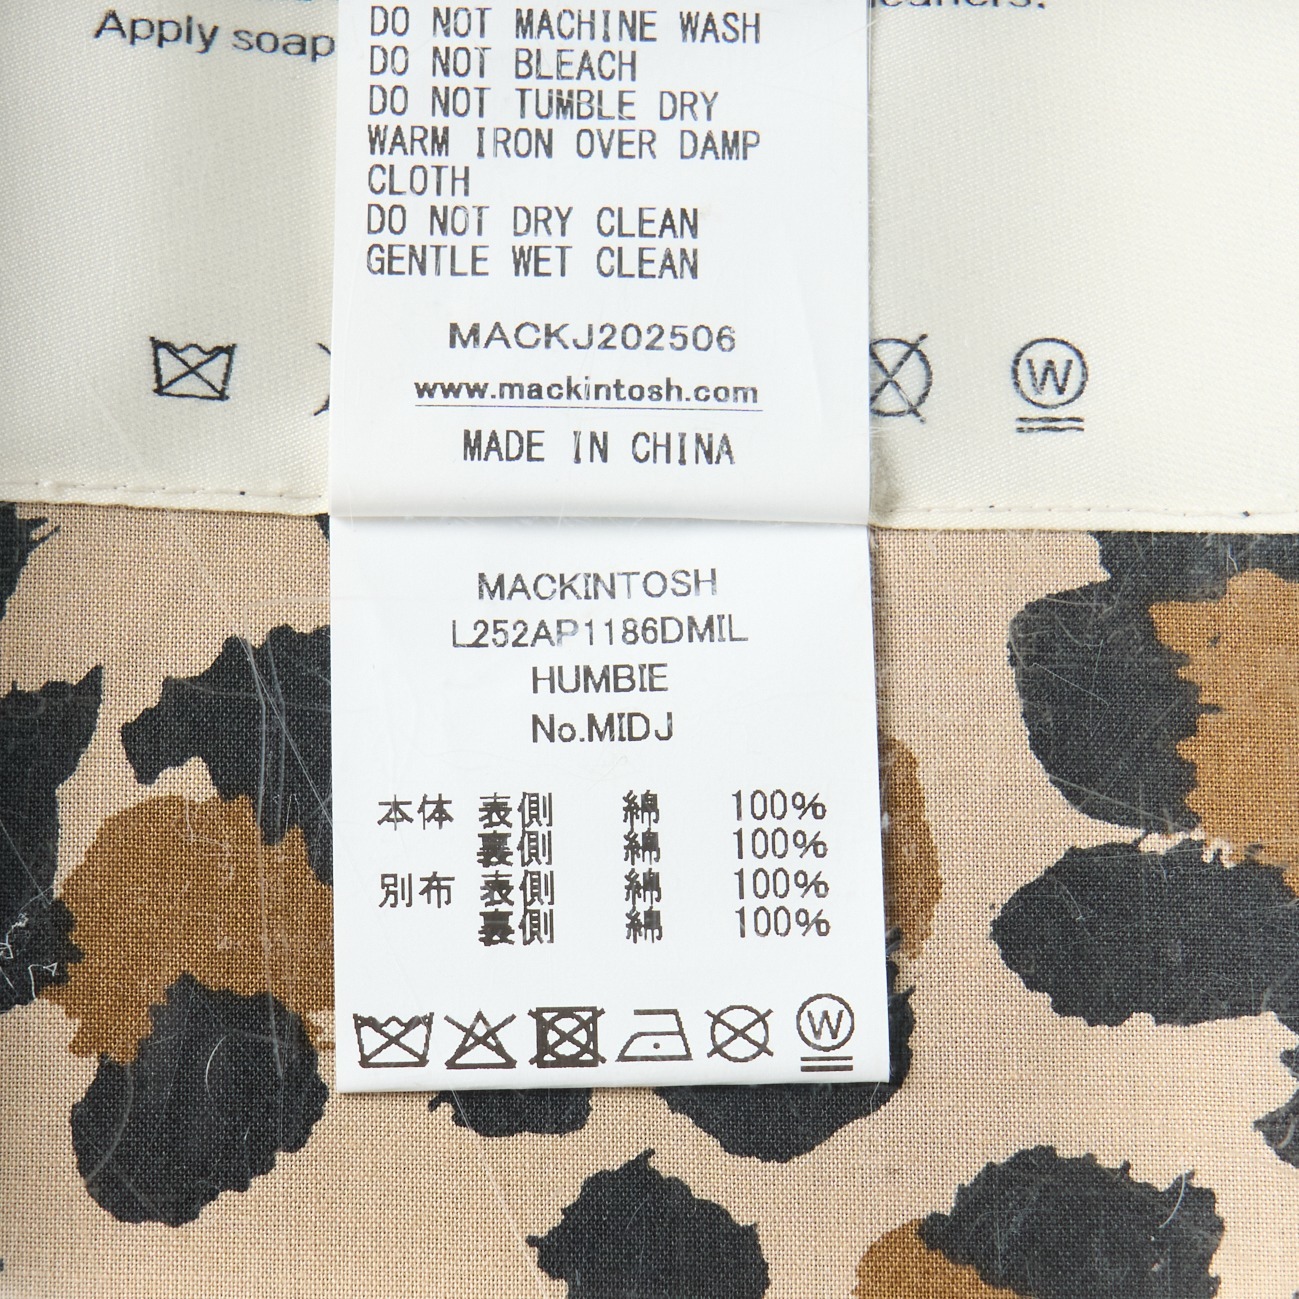 Apply soap
DO NOT MACHINE WASH
DO NOT BLEACH
DO NOT TUMBLE DRY
WARM IRON OVER DAMP
CLOTH
DO NOT DRY CLEAN
GENTLE WET CLEAN
MACKJ202506
www.mackintosh.com
MADE IN CHINA
W
MACKINTOSH
L252AP1186DMIL
HUMBIE
No.MIDJ
本体 表側 綿 100%
裏側 綿 100%
別布 表側 綿 100%
裏側 綿 100%
W